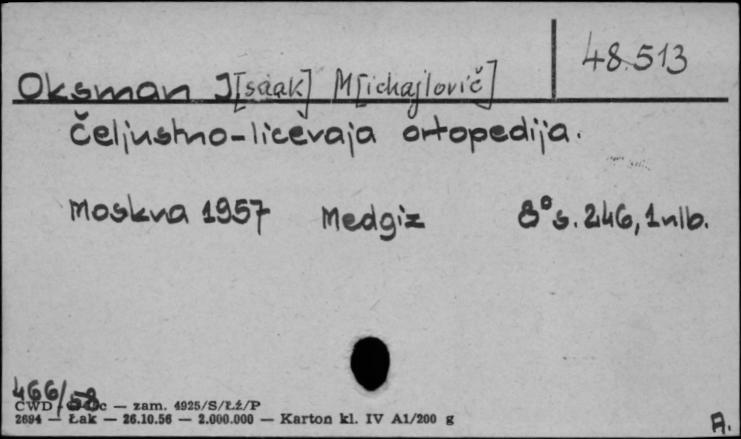 48.513
Oksman I[saak] M[ichajlovič]
Čeljustno-licevaja ortopedija.
Moskva 1957 Medgiz 8° s. 246, 1 nlb.
466/58
CWD — zam. 4925/S/Łź/P
2694 — Łak — 26.10.56 — 2.000.000 — Karton kl. IV A1/200 g
A.